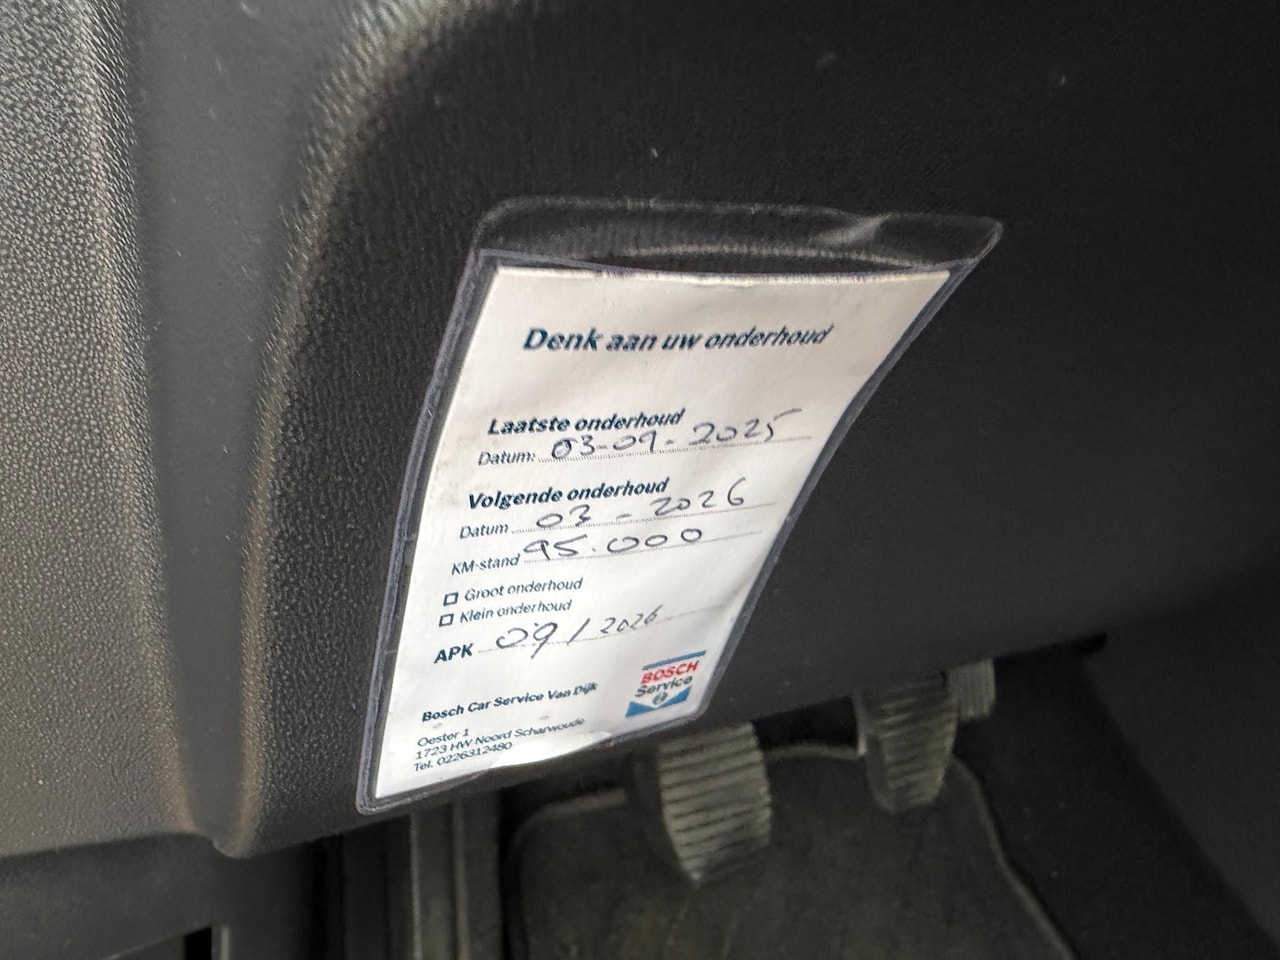 Denk aan uw onderhoud
Laatste onderhoud
Datum: 03-09-2025
Volgende onderhoud
Datum 03-2026
KM-stand 95.000
Groot onderhoud
Klein onderhoud
APK 09/2026
BOSCH
Service
Bosch Car Service Van Dijk
Oester 1
1723 HW Noord Scharwoude
Tel. 0226312480